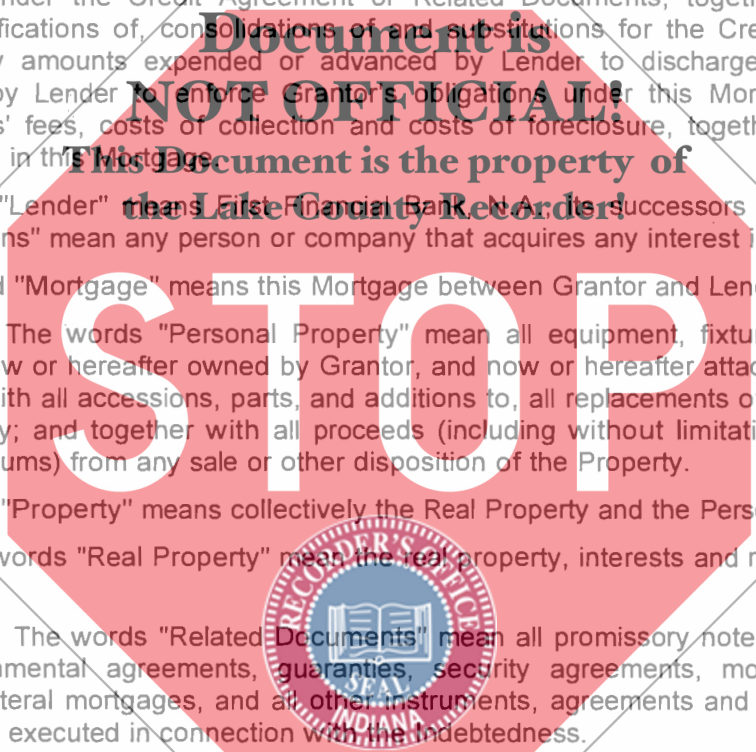 under the Credit Agreement or Related Documents, togeth
fications of, consolidations of and substitutions for the Cre
y amounts expended or advanced by Lender to discharge
by Lender to enforce Grantor's obligations under this Mor
s' fees, costs of collection and costs of foreclosure, togeth
in this Mortgage.
Document is
NOT OFFICIAL!
This Document is the property of
the Lake County Recorder!
"Lender" means First Financial Bank, N.A. its successors
ns" mean any person or company that acquires any interest i
d "Mortgage" means this Mortgage between Grantor and Lend
STOP
The words "Personal Property" mean all equipment, fixtu
w or hereafter owned by Grantor, and now or hereafter attac
ith all accessions, parts, and additions to, all replacements o
y; and together with all proceeds (including without limitati
ums) from any sale or other disposition of the Property.
"Property" means collectively the Real Property and the Pers
words "Real Property" mean the real property, interests and r
RECORDER'S OFFICE
SEAL
INDIANA
The words "Related Documents" mean all promissory note
nmental agreements, guaranties, security agreements, mo
teral mortgages, and all other instruments, agreements and
executed in connection with the Indebtedness.